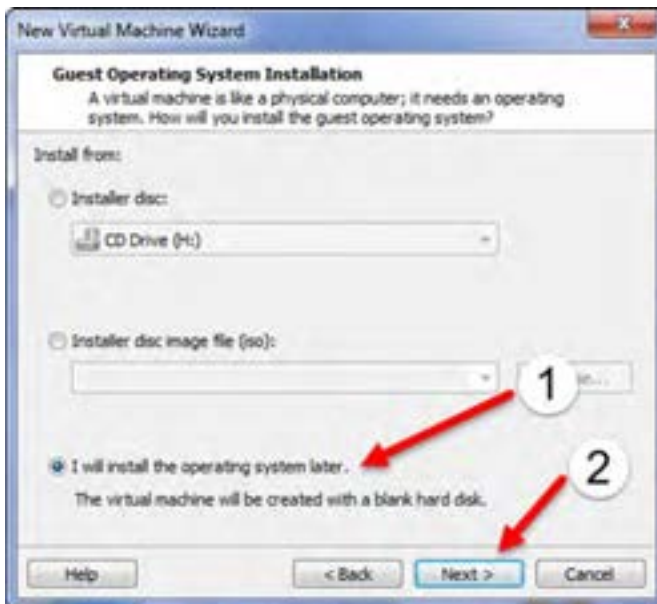 New Virtual Machine Wizard
Guest Operating System Installation
A virtual machine is like a physical computer; it needs an operating
system. How will you install the guest operating system?
Install from:
Installer disc:
CD Drive (H:)
Installer disc image file (iso):
1
I will install the operating system later.
2
The virtual machine will be created with a blank hard disk.
Help
< Back
Next >
Cancel